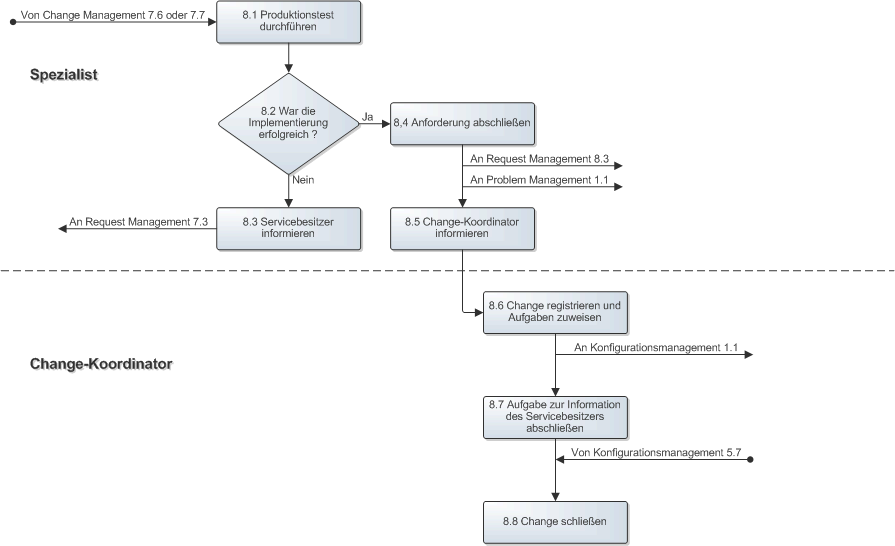 Von Change Management 7.6 oder 7.7
8.1 Produktionstest
durchführen
Spezialist
8.2 War die
Implementierung
erfolgreich ?
Ja
8,4 Anforderung abschließen
An Request Management 8.3
An Problem Management 1.1
Nein
An Request Management 7.3
8.3 Servicebesitzer
informieren
8.5 Change-Koordinator
informieren
8.6 Change registrieren und
Aufgaben zuweisen
An Konfigurationsmanagement 1.1
Change-Koordinator
8.7 Aufgabe zur Information
des Servicebesitzers
abschließen
Von Konfigurationsmanagement 5.7
8.8 Change schließen